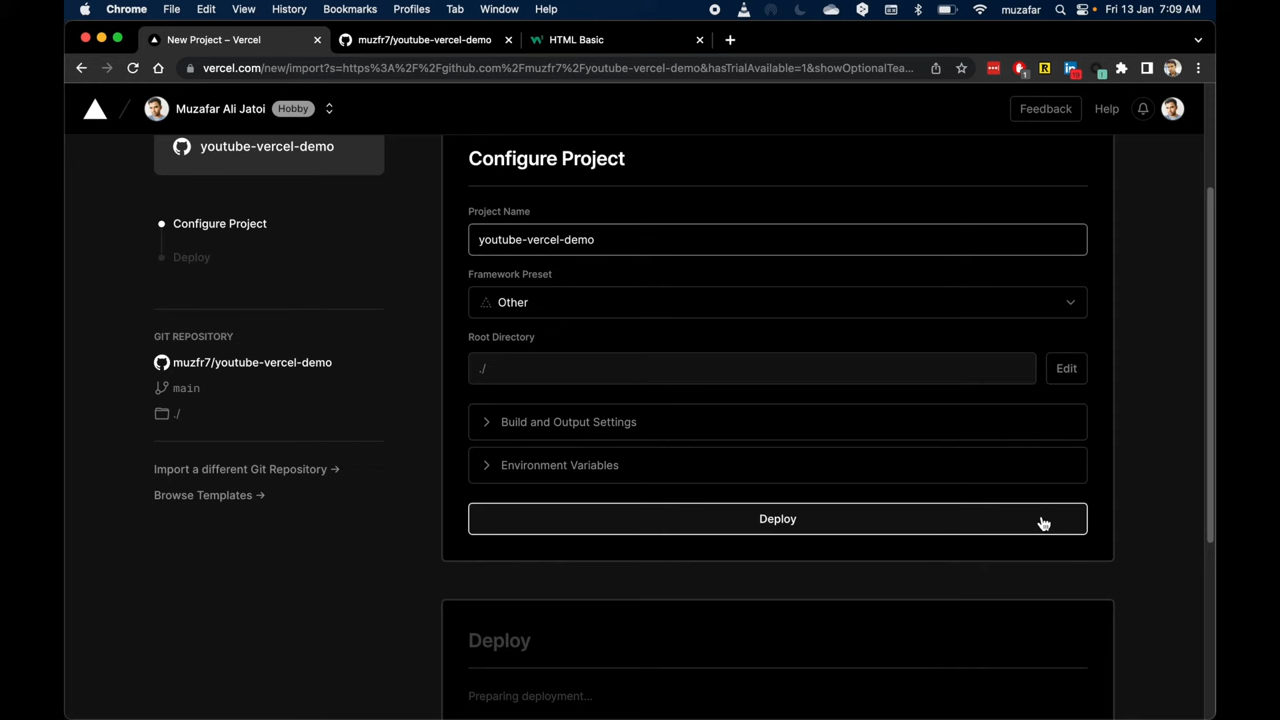 Chrome File Edit View History Bookmarks Profiles Tab Window Help muzafar Fri 13 Jan 7:09 AM
New Project – Vercel muzfr7/youtube-vercel-demo HTML Basic
vercel.com/new/import?s=https%3A%2F%2Fgithub.com%2Fmuzfr7%2Fyoutube-vercel-demo&hasTrialAvailable=1&showOptionalTea...
Muzafar Ali Jatoi Hobby Feedback Help
youtube-vercel-demo
Configure Project
Deploy
GIT REPOSITORY
muzfr7/youtube-vercel-demo
main
./
Import a different Git Repository →
Browse Templates →
Configure Project
Project Name
youtube-vercel-demo
Framework Preset
Other
Root Directory
./ Edit
Build and Output Settings
Environment Variables
Deploy
Deploy
Preparing deployment...